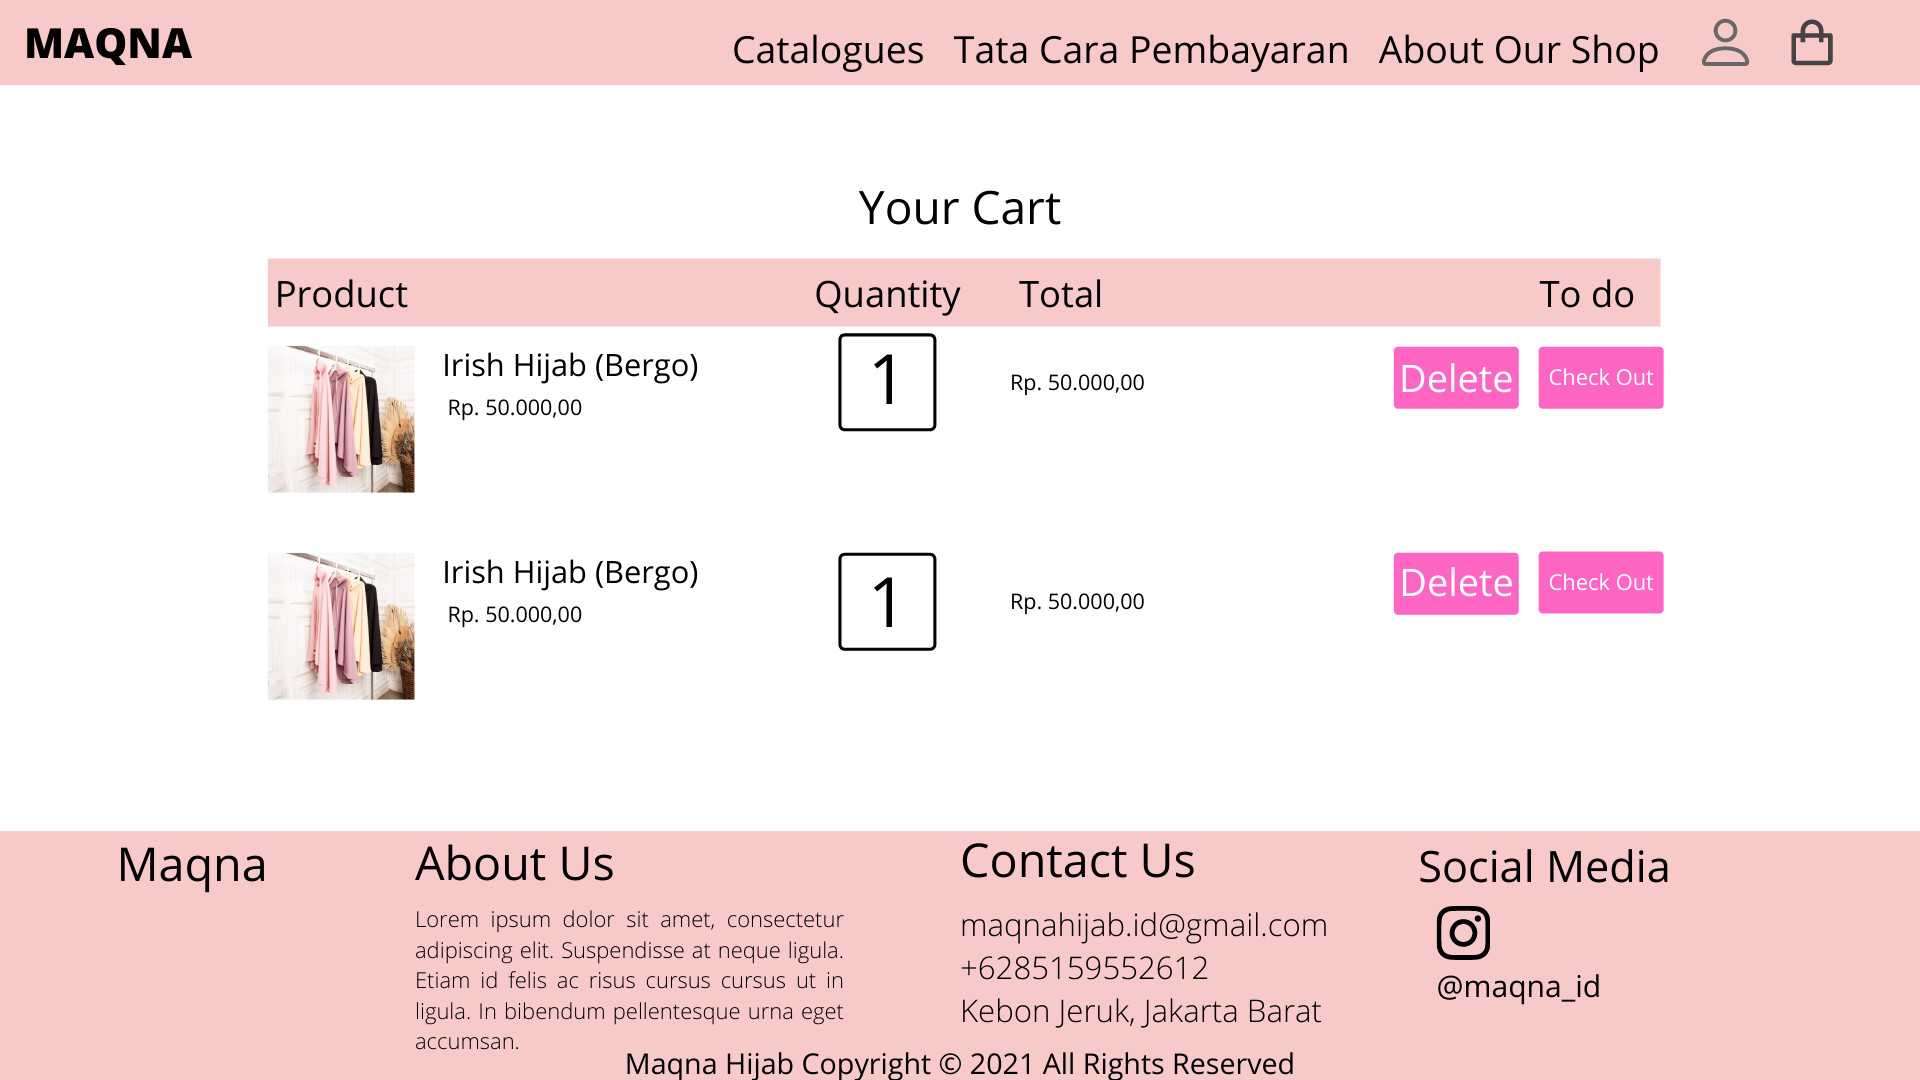 MAQNA
Catalogues Tata Cara Pembayaran About Our Shop
Your Cart
Product Quantity Total To do
Irish Hijab (Bergo)
Rp. 50.000,00
1
Rp. 50.000,00
Delete
Check Out
Irish Hijab (Bergo)
Rp. 50.000,00
1
Rp. 50.000,00
Delete
Check Out
Maqna
About Us
Lorem ipsum dolor sit amet, consectetur
adipiscing elit. Suspendisse at neque ligula.
Etiam id felis ac risus cursus cursus ut in
ligula. In bibendum pellentesque urna eget
accumsan.
Contact Us
maqnahijab.id@gmail.com
+6285159552612
Kebon Jeruk, Jakarta Barat
Social Media
@maqna_id
Maqna Hijab Copyright © 2021 All Rights Reserved